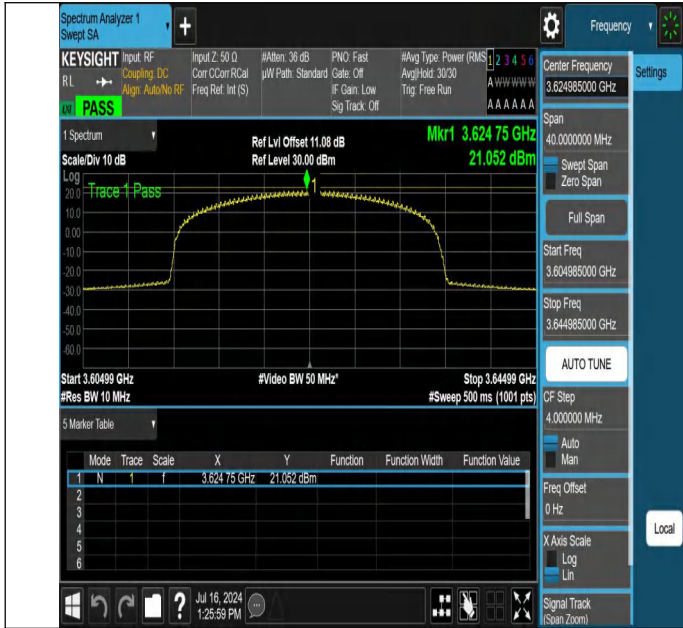 Spectrum Analyzer 1
Swept SA
Frequency
KEYSIGHT
RL
PASS
Input: RF
Coupling: DC
Align: Auto/No RF
Input Z: 50 Ω
Corr CCorr RCal
Freq Ref: Int (S)
#Atten: 36 dB
µW Path: Standard
PNO: Fast
Gate: Off
IF Gain: Low
Sig Track: Off
#Avg Type: Power (RMS
Avg|Hold: 30/30
Trig: Free Run
1 2 3 4 5 6
A W W W W W
A A A A A A
1 Spectrum
Scale/Div 10 dB
Ref Lvl Offset 11.08 dB
Ref Level 30.00 dBm
Mkr1 3.624 75 GHz
21.052 dBm
Log
Trace 1 Pass
1
20.0
10.0
0.00
-10.0
-20.0
-30.0
-40.0
-50.0
-60.0
Start 3.60499 GHz
#Res BW 10 MHz
#Video BW 50 MHz*
Stop 3.64499 GHz
#Sweep 500 ms (1001 pts)
5 Marker Table
Mode Trace Scale X Y Function Function Width Function Value
1 N 1 f 3.624 75 GHz 21.052 dBm
2
3
4
5
6
Jul 16, 2024
1:25:59 PM
Center Frequency
3.624985000 GHz
Settings
Span
40.0000000 MHz
Swept Span
Zero Span
Full Span
Start Freq
3.604985000 GHz
Stop Freq
3.644985000 GHz
AUTO TUNE
CF Step
4.000000 MHz
Auto
Man
Freq Offset
0 Hz
Local
X Axis Scale
Log
Lin
Signal Track
(Span Zoom)